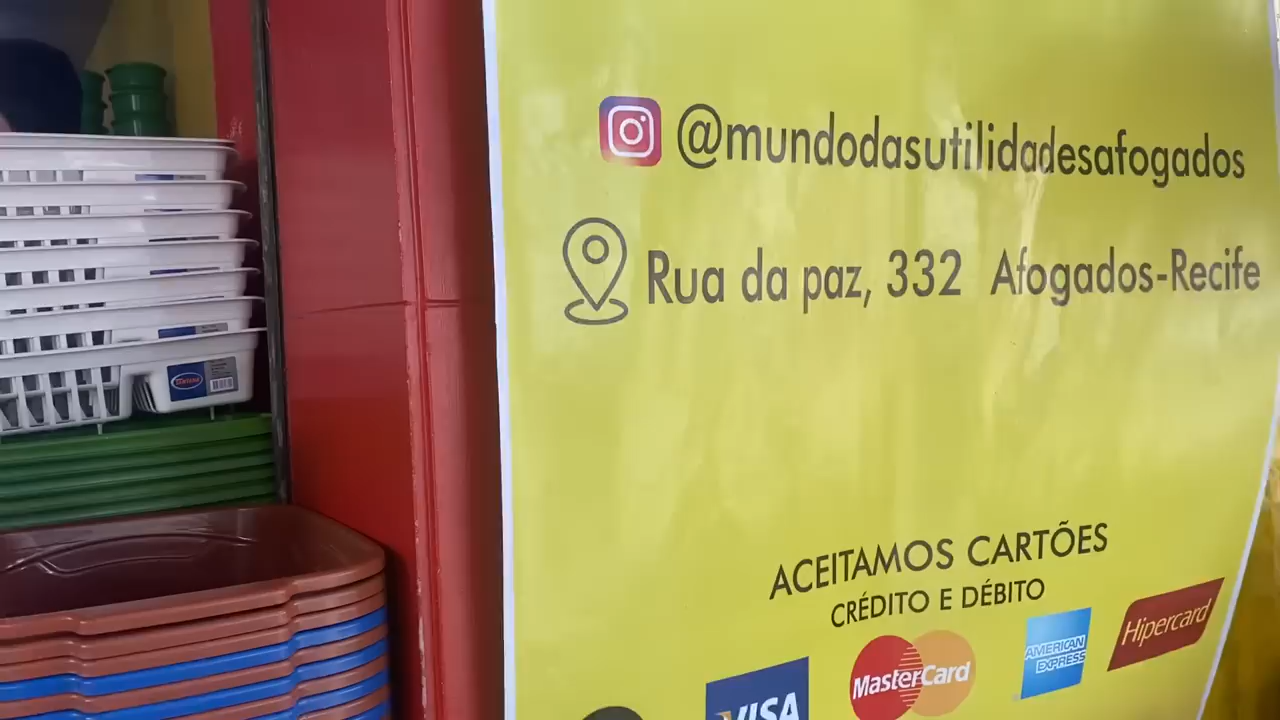 @mundodasutilidadesafogados
Rua da paz, 332 Afogados-Recife
ACEITAMOS CARTÕES
CRÉDITO E DÉBITO
VISA
MasterCard
AMERICAN
EXPRESS
Hipercard